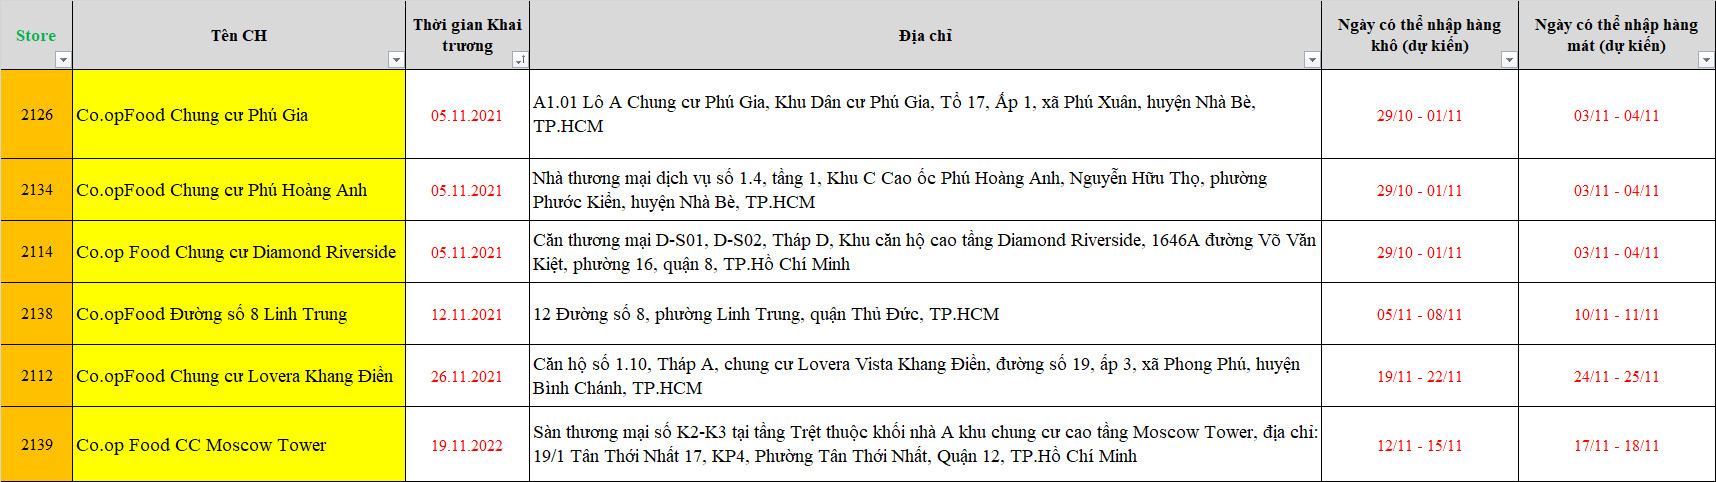 Store
Tên CH
Thời gian Khai
trương
Địa chỉ
Ngày có thể nhập hàng
khô (dự kiến)
Ngày có thể nhập hàng
mát (dự kiến)
2126
Co.opFood Chung cư Phú Gia
05.11.2021
A1.01 Lô A Chung cư Phú Gia, Khu Dân cư Phú Gia, Tổ 17, Ấp 1, xã Phú Xuân, huyện Nhà Bè,
TP.HCM
29/10 - 01/11
03/11 - 04/11
2134
Co.opFood Chung cư Phú Hoàng Anh
05.11.2021
Nhà thương mại dịch vụ số 1.4, tầng 1, Khu C Cao ốc Phú Hoàng Anh, Nguyễn Hữu Thọ, phường
Phước Kiển, huyện Nhà Bè, TP.HCM
29/10 - 01/11
03/11 - 04/11
2114
Co.op Food Chung cư Diamond Riverside
05.11.2021
Căn thương mại D-S01, D-S02, Tháp D, Khu căn hộ cao tầng Diamond Riverside, 1646A đường Võ Văn
Kiệt, phường 16, quận 8, TP.Hồ Chí Minh
29/10 - 01/11
03/11 - 04/11
2138
Co.opFood Đường số 8 Linh Trung
12.11.2021
12 Đường số 8, phường Linh Trung, quận Thủ Đức, TP.HCM
05/11 - 08/11
10/11 - 11/11
2112
Co.opFood Chung cư Lovera Khang Điền
26.11.2021
Căn hộ số 1.10, Tháp A, chung cư Lovera Vista Khang Điền, đường số 19, ấp 3, xã Phong Phú, huyện
Bình Chánh, TP.HCM
19/11 - 22/11
24/11 - 25/11
2139
Co.op Food CC Moscow Tower
19.11.2022
Sàn thương mại số K2-K3 tại tầng Trệt thuộc khối nhà A khu chung cư cao tầng Moscow Tower, địa chỉ:
19/1 Tân Thới Nhất 17, KP4, Phường Tân Thới Nhất, Quận 12, TP.Hồ Chí Minh
12/11 - 15/11
17/11 - 18/11